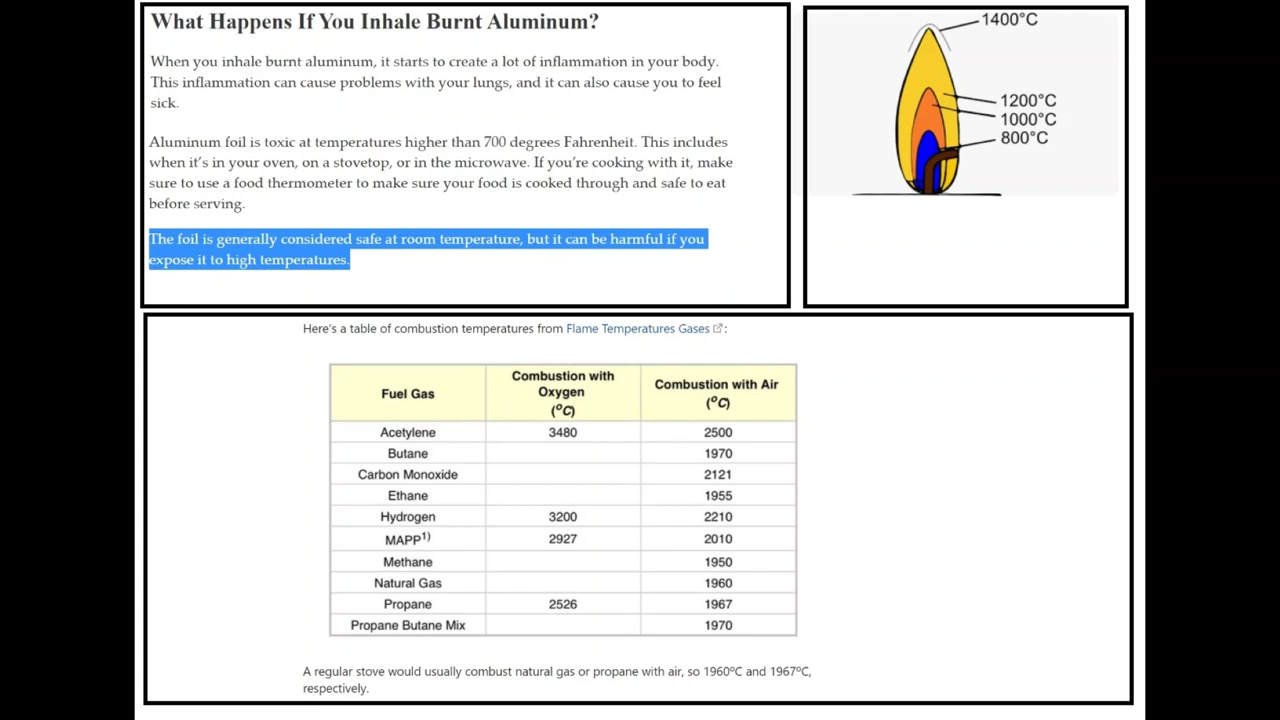 What Happens If You Inhale Burnt Aluminum?
When you inhale burnt aluminum, it starts to create a lot of inflammation in your body.
This inflammation can cause problems with your lungs, and it can also cause you to feel
sick.
Aluminum foil is toxic at temperatures higher than 700 degrees Fahrenheit. This includes
when it's in your oven, on a stovetop, or in the microwave. If you're cooking with it, make
sure to use a food thermometer to make sure your food is cooked through and safe to eat
before serving.
The foil is generally considered safe at room temperature, but it can be harmful if you
expose it to high temperatures.
1400°C
1200°C
1000°C
800°C
Here's a table of combustion temperatures from Flame Temperatures Gases:
Fuel Gas Combustion with Oxygen (°C) Combustion with Air (°C)
Acetylene 3480 2500
Butane 1970
Carbon Monoxide 2121
Ethane 1955
Hydrogen 3200 2210
MAPP1) 2927 2010
Methane 1950
Natural Gas 1960
Propane 2526 1967
Propane Butane Mix 1970
A regular stove would usually combust natural gas or propane with air, so 1960ºC and 1967ºC,
respectively.